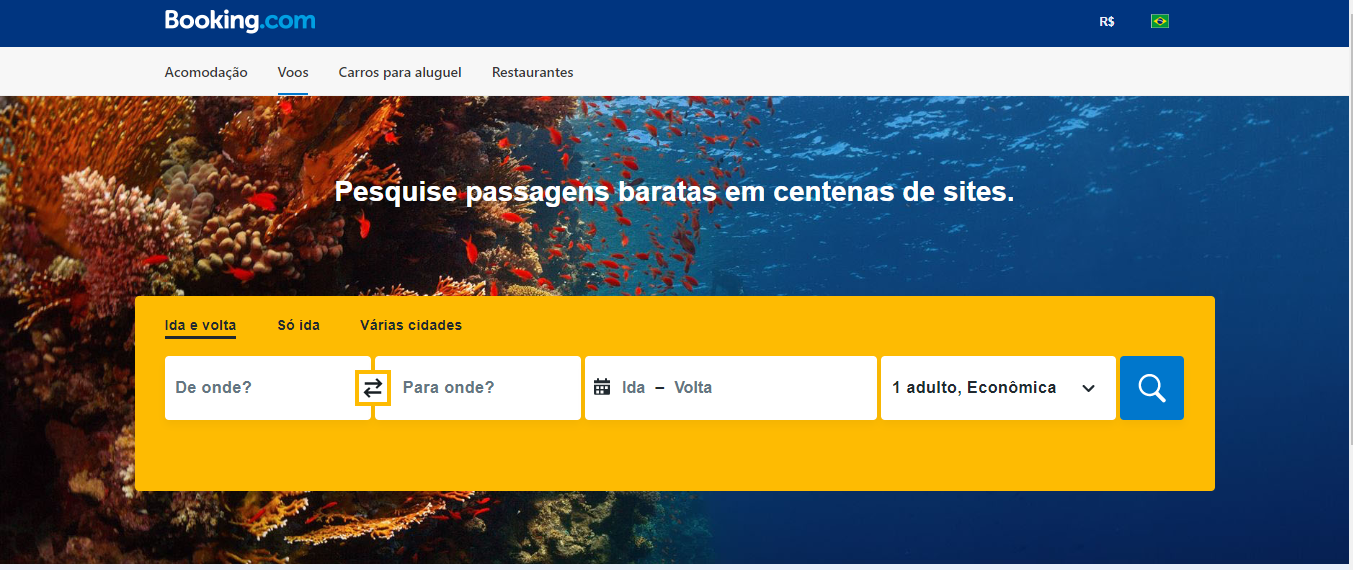 Booking.com
R$
Acomodação Voos Carros para aluguel Restaurantes
Pesquise passagens baratas em centenas de sites.
Ida e volta Só ida Várias cidades
De onde? Para onde? Ida – Volta 1 adulto, Econômica